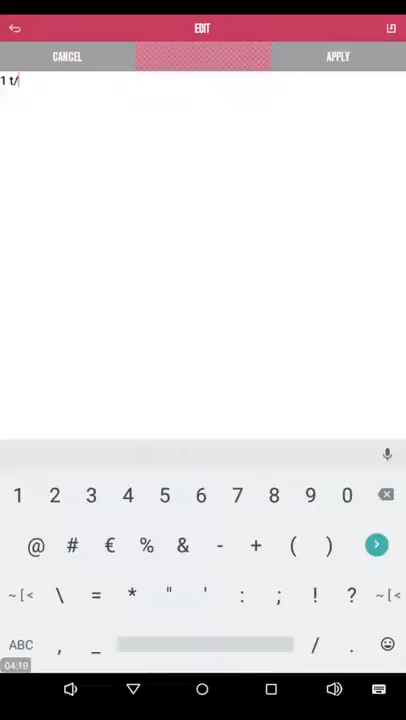 EDIT
CANCEL
APPLY
1 t/
1 2 3 4 5 6 7 8 9 0
@ # € % & - + ( )
~[< \ = * " ' : ; ! ? ~[<
ABC , _ / .
04:10